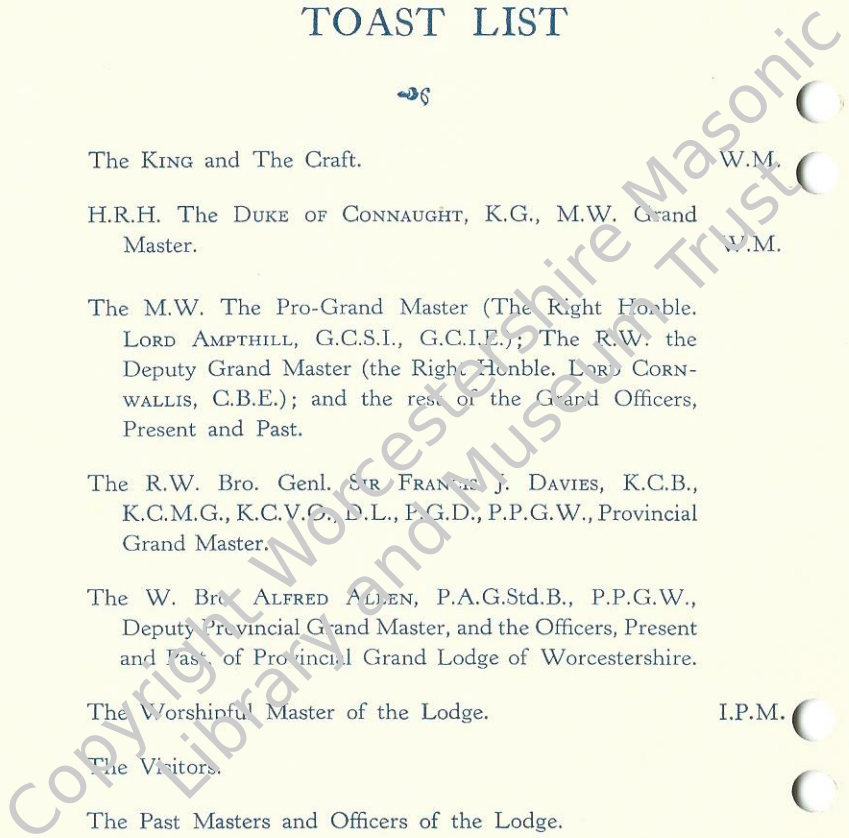 TOAST LIST
The KING and The Craft. W.M.
H.R.H. The DUKE OF CONNAUGHT, K.G., M.W. Grand
Master. W.M.
The M.W. The Pro-Grand Master (The Right Honble.
LORD AMPTHILL, G.C.S.I., G.C.I.E.); The R.W. the
Deputy Grand Master (the Right Honble. LORD CORN-
WALLIS, C.B.E.); and the rest of the Grand Officers,
Present and Past.
The R.W. Bro. Genl. SIR FRANCIS J. DAVIES, K.C.B.,
K.C.M.G., K.C.V.O., D.L., P.G.D., P.P.G.W., Provincial
Grand Master.
The W. Bro. ALFRED ALLEN, P.A.G.Std.B., P.P.G.W.,
Deputy Provincial Grand Master, and the Officers, Present
and Past, of Provincial Grand Lodge of Worcestershire.
The Worshipful Master of the Lodge. I.P.M.
The Visitors.
The Past Masters and Officers of the Lodge.
Copyright Worcestershire Masonic
Library and Museum Trust